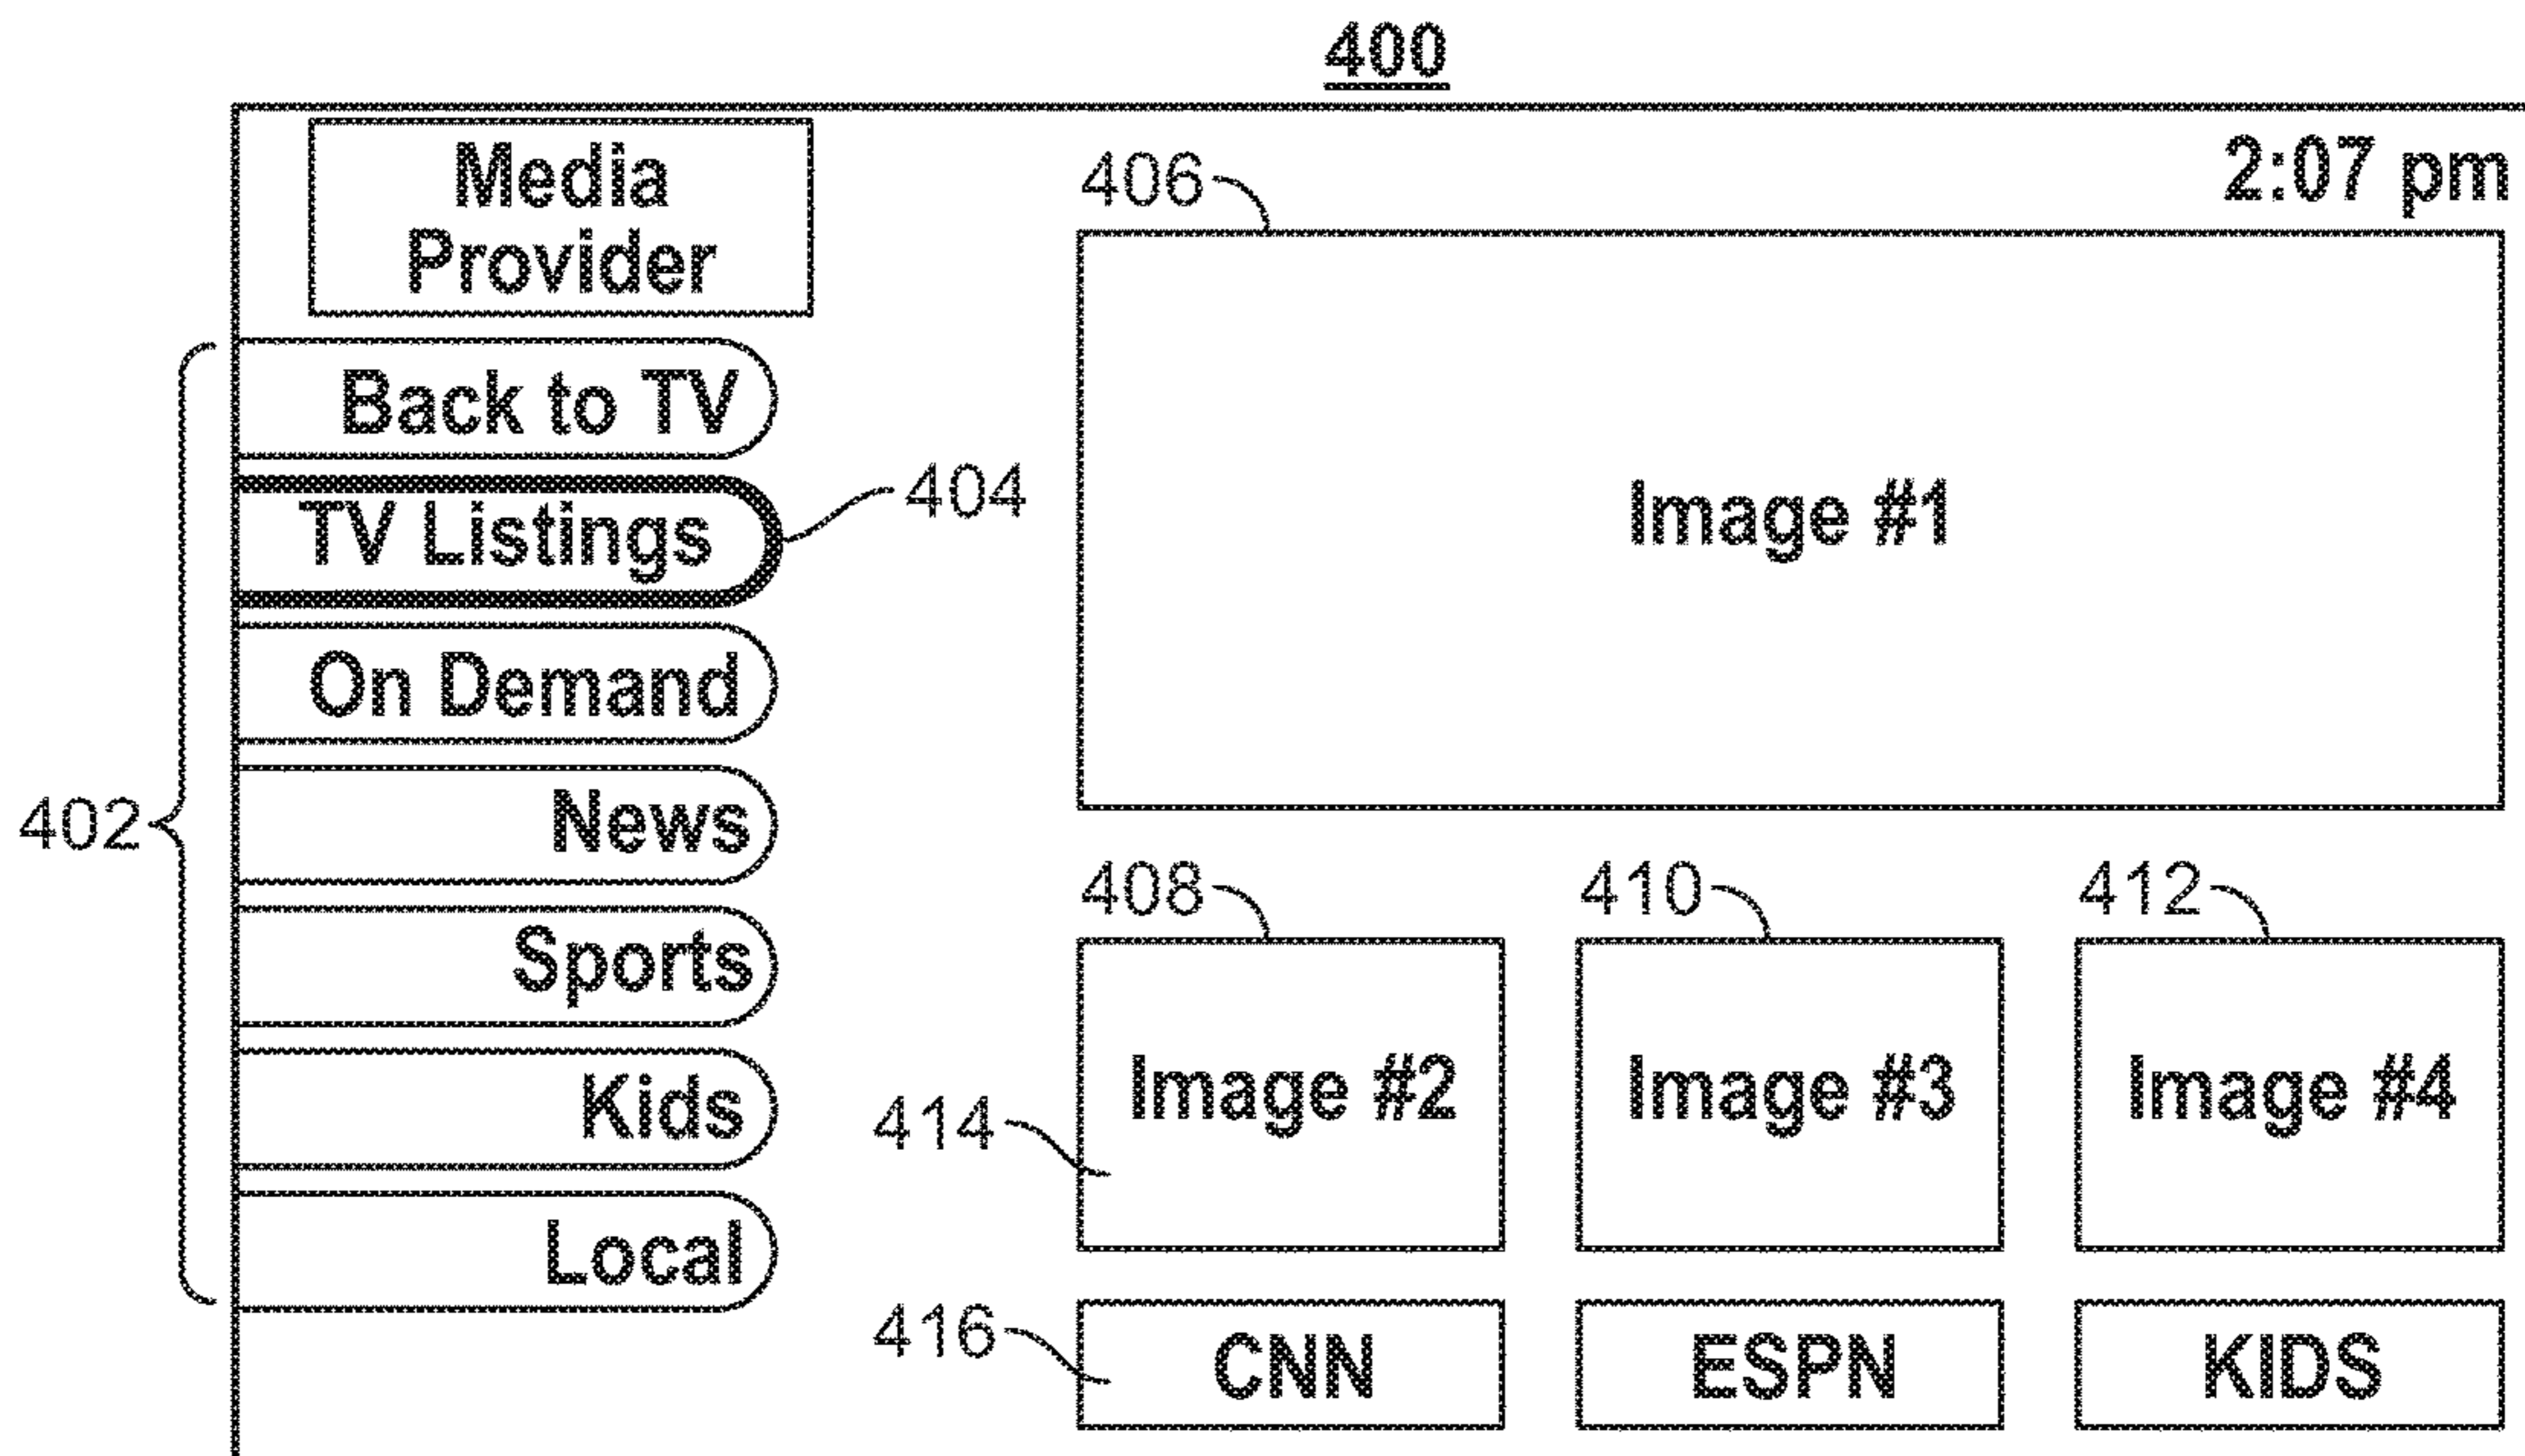 400
Media
Provider
2:07 pm
406
Back to TV
TV Listings
404
Image #1
On Demand
News
402
408
410
412
Sports
Image #2
Image #3
Image #4
Kids
414
Local
416
CNN
ESPN
KIDS